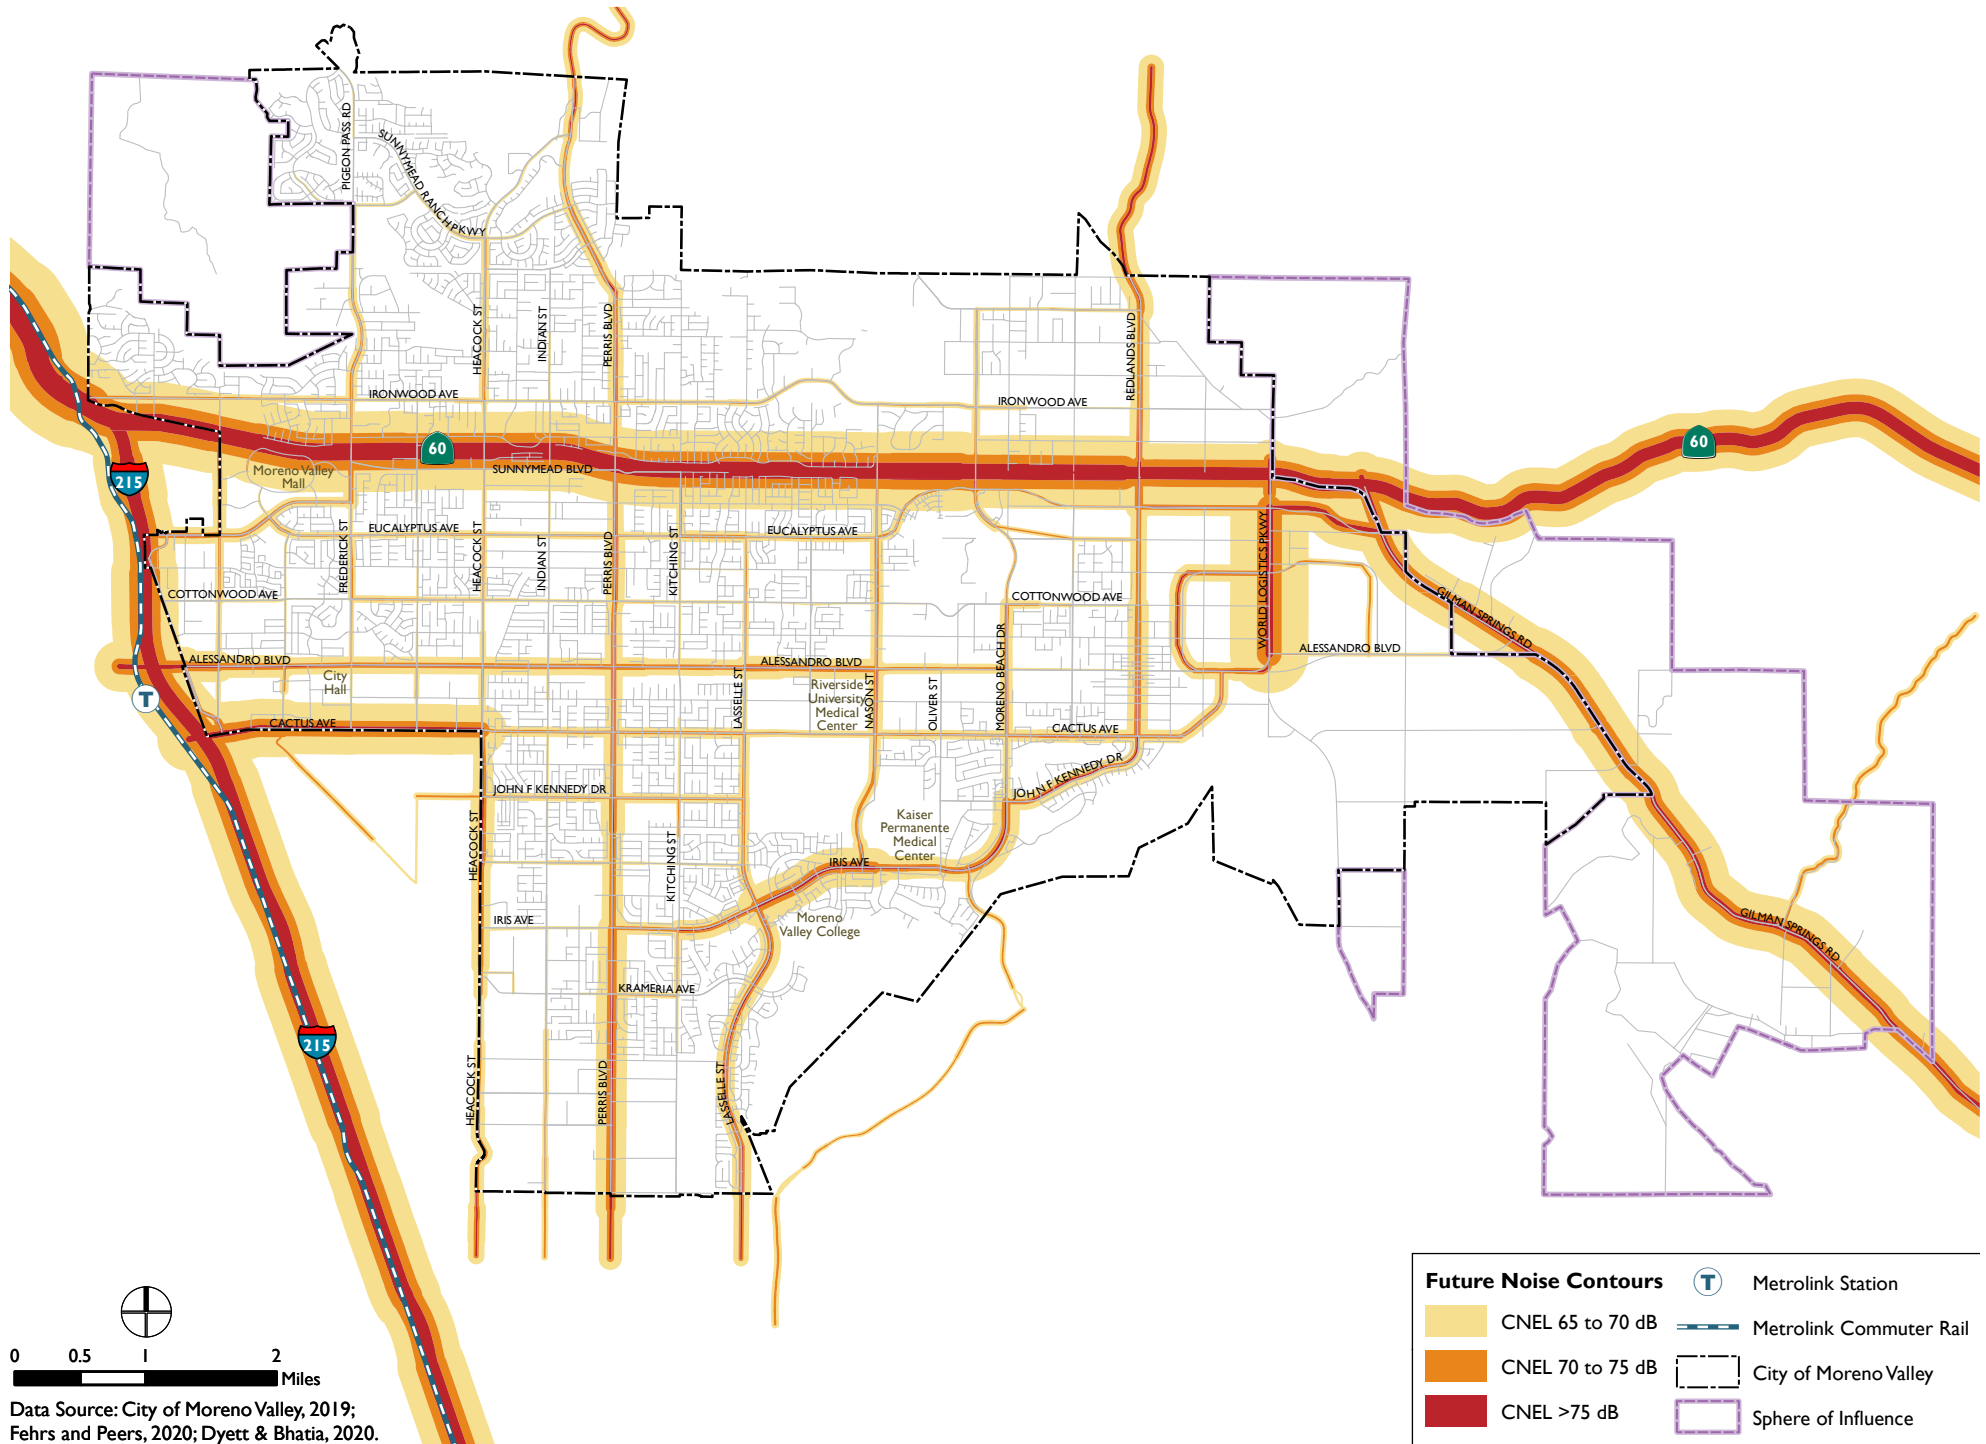 PIGEON PASS RD
SUNNYMEAD RANCH PKWY
HEACOCK ST
INDIAN ST
PERRIS BLVD
REDLANDS BLVD
IRONWOOD AVE
IRONWOOD AVE
60
60
SUNNYMEAD BLVD
Moreno Valley
Mall
215
FREDERICK ST
EUCALYPTUS AVE
HEACOCK ST
INDIAN ST
PERRIS BLVD
KITCHING ST
EUCALYPTUS AVE
WORLD LOGISTICS PKWY
COTTONWOOD AVE
COTTONWOOD AVE
GILMAN SPRINGS RD
ALESSANDRO BLVD
ALESSANDRO BLVD
ALESSANDRO BLVD
City
Hall
T
LASSELLE ST
Riverside
University
Medical
Center
NASON ST
OLIVER ST
MORENO BEACH DR
CACTUS AVE
CACTUS AVE
JOHN F KENNEDY DR
JOHN F KENNEDY DR
HEACOCK ST
KITCHING ST
Kaiser
Permanente
Medical
Center
IRIS AVE
IRIS AVE
Moreno
Valley College
GILMAN SPRINGS RD
KRAMERIA AVE
215
HEACOCK ST
PERRIS BLVD
LASSELLE ST
0 0.5 1 2
Miles
Data Source: City of Moreno Valley, 2019;
Fehrs and Peers, 2020; Dyett & Bhatia, 2020.
Future Noise Contours
CNEL 65 to 70 dB
CNEL 70 to 75 dB
CNEL >75 dB
T
Metrolink Station
Metrolink Commuter Rail
City of Moreno Valley
Sphere of Influence